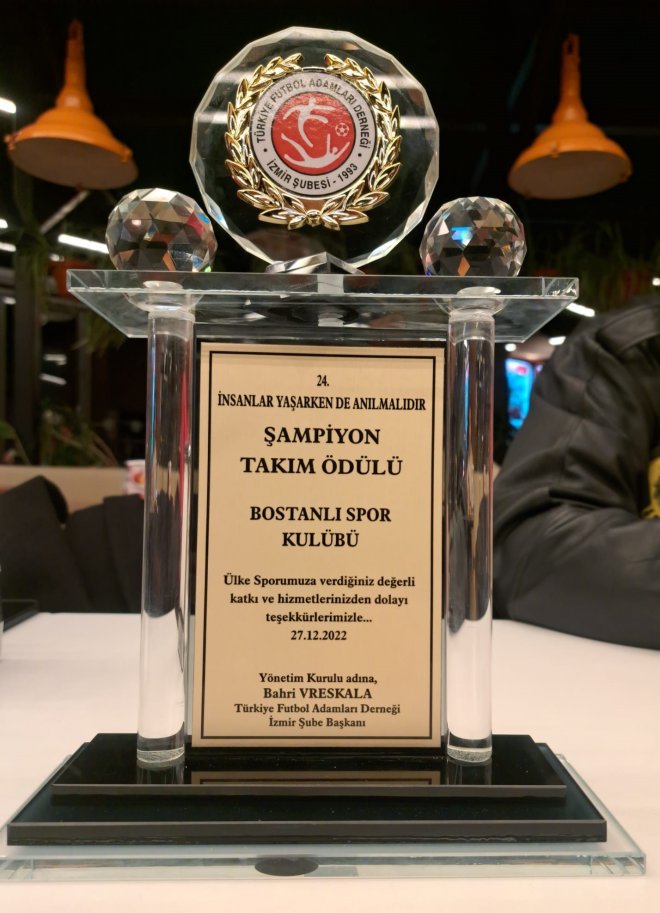 TÜRKİYE FUTBOL ADAMLARI DERNEĞİ
İZMİR ŞUBESİ - 1993
24.
İNSANLAR YAŞARKEN DE ANILMALIDIR
ŞAMPİYON
TAKIM ÖDÜLÜ
BOSTANLI SPOR
KULÜBÜ
Ülke Sporumuza verdiğiniz değerli
katkı ve hizmetlerinizden dolayı
teşekkürlerimizle...
27.12.2022
Yönetim Kurulu adına,
Bahri VRESKALA
Türkiye Futbol Adamları Derneği
İzmir Şube Başkanı